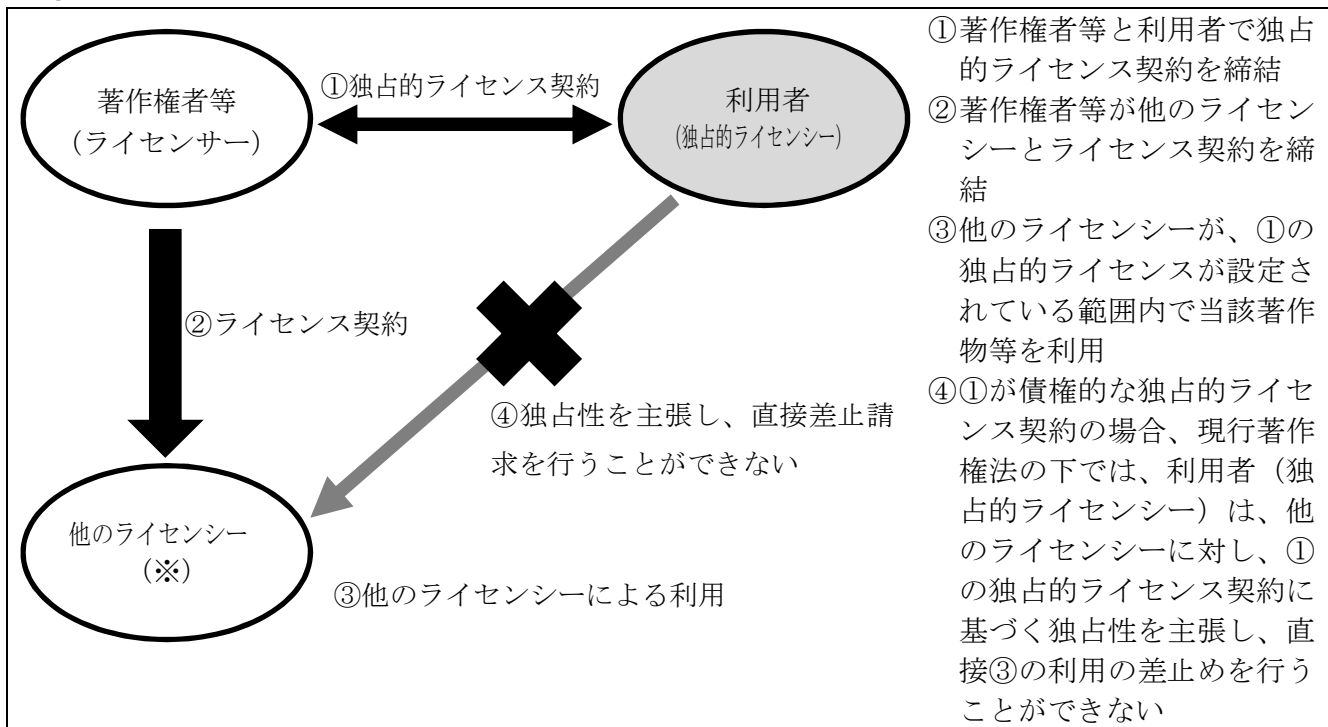 著作権者等
(ライセンサー)
①独占的ライセンス契約
利用者
(独占的ライセンシー)
②ライセンス契約
④独占性を主張し、直接差止請
求を行うことができない
他のライセンシー
(※)
③他のライセンシーによる利用
①著作権者等と利用者で独占
的ライセンス契約を締結
②著作権者等が他のライセン
シーとライセンス契約を締
結
③他のライセンシーが、①の
独占的ライセンスが設定さ
れている範囲内で当該著作
物等を利用
④①が債権的な独占的ライセ
ンス契約の場合、現行著作
権法の下では、利用者(独
占的ライセンシー)は、他
のライセンシーに対し、①
の独占的ライセンス契約に
基づく独占性を主張し、直
接③の利用の差止めを行う
ことができない